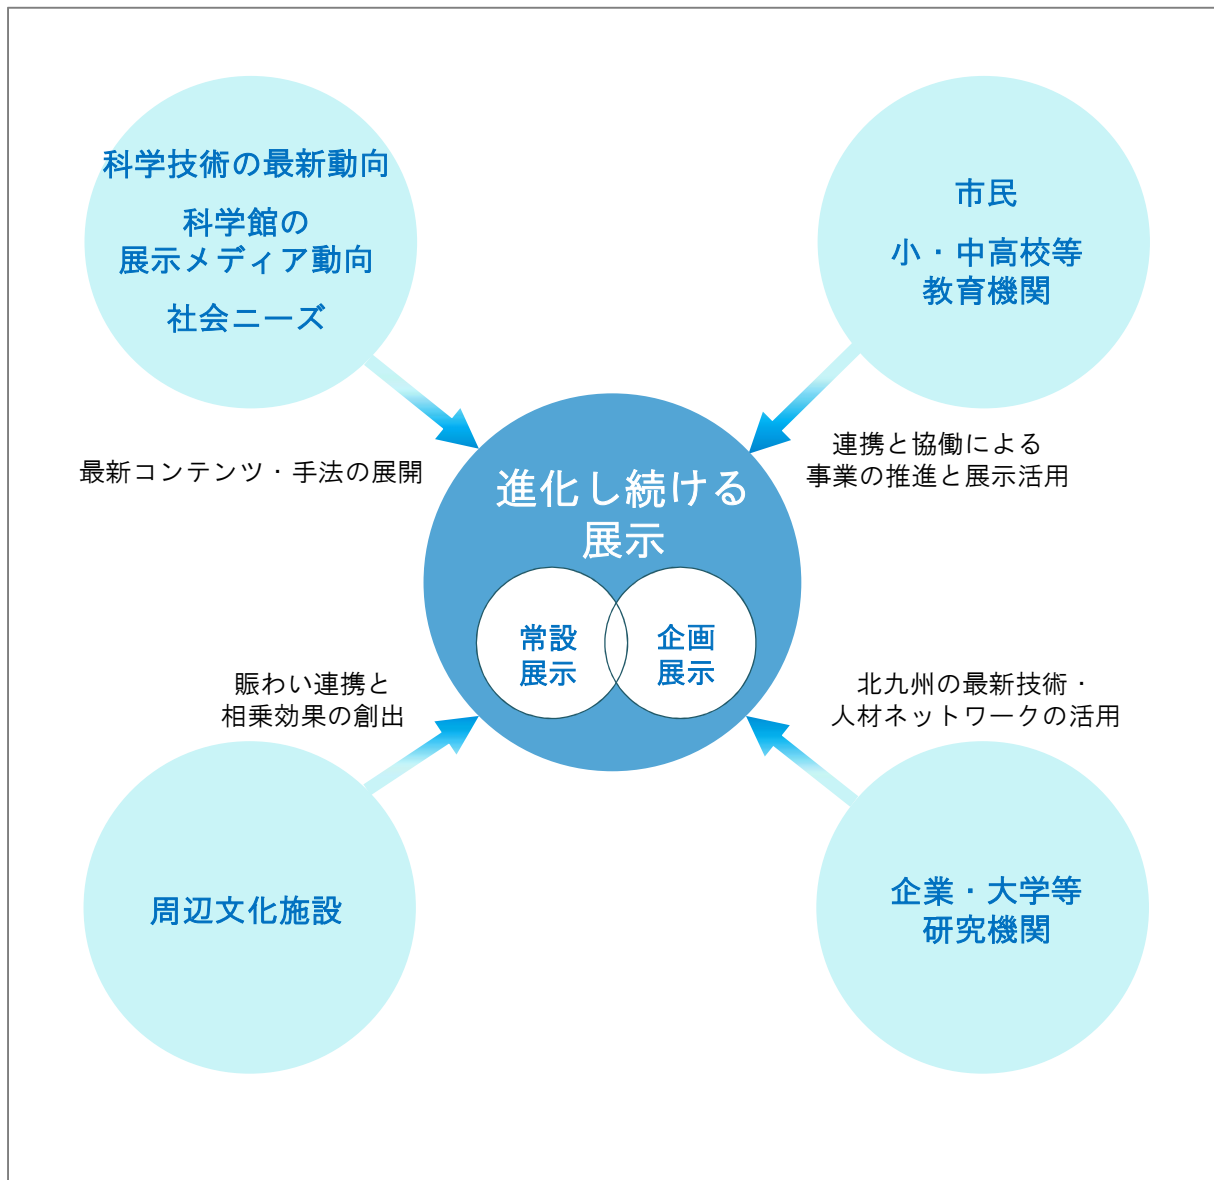 科学技術の最新動向
科学館の
展示メディア動向
社会ニーズ
市民
小・中高校等
教育機関
最新コンテンツ・手法の展開
連携と協働による
事業の推進と展示活用
進化し続ける
展示
常設
展示
企画
展示
賑わい連携と
相乗効果の創出
北九州の最新技術・
人材ネットワークの活用
周辺文化施設
企業・大学等
研究機関